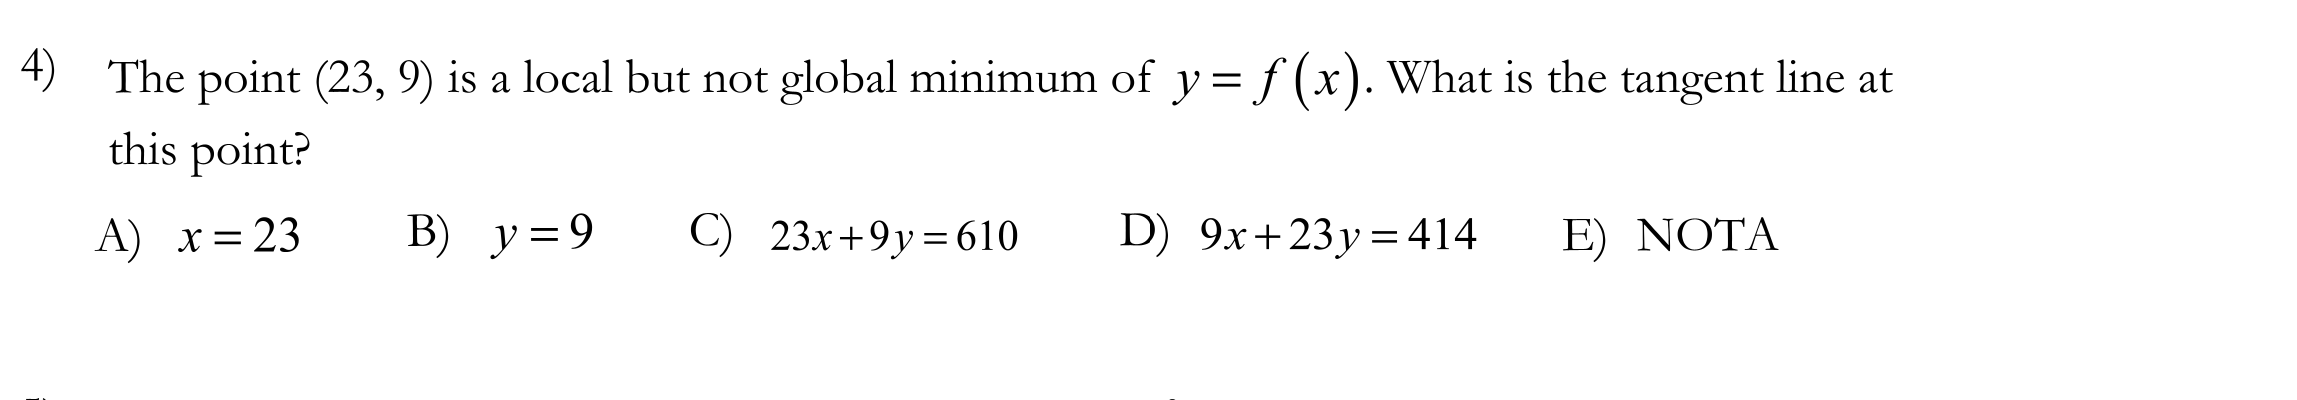 4) The point (23, 9) is a local but not global minimum of y = f(x). What is the tangent line at
this point?
A) x = 23 B) y = 9 C) 23x + 9y = 610 D) 9x + 23y = 414 E) NOTA